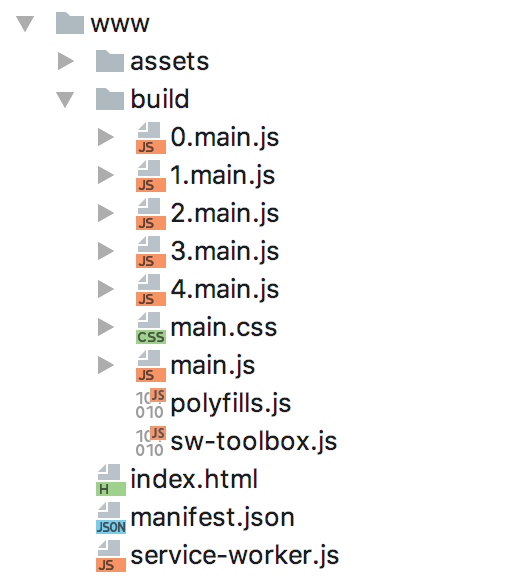 www
assets
build
JS 0.main.js
JS 1.main.js
JS 2.main.js
JS 3.main.js
JS 4.main.js
CSS main.css
JS main.js
101 JS 010 polyfills.js
101 JS 010 sw-toolbox.js
H index.html
JSON manifest.json
JS service-worker.js